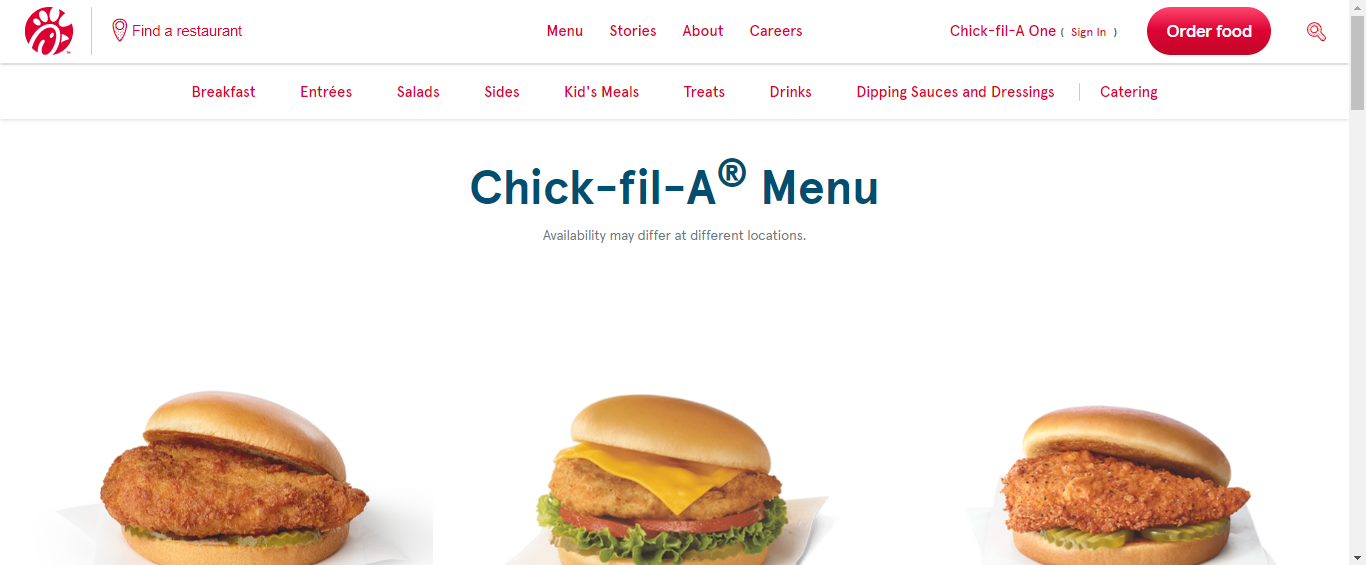 Find a restaurant
Menu Stories About Careers
Chick-fil-A One ( Sign In )
Order food
Breakfast Entrées Salads Sides Kid's Meals Treats Drinks Dipping Sauces and Dressings Catering
Chick-fil-A® Menu
Availability may differ at different locations.